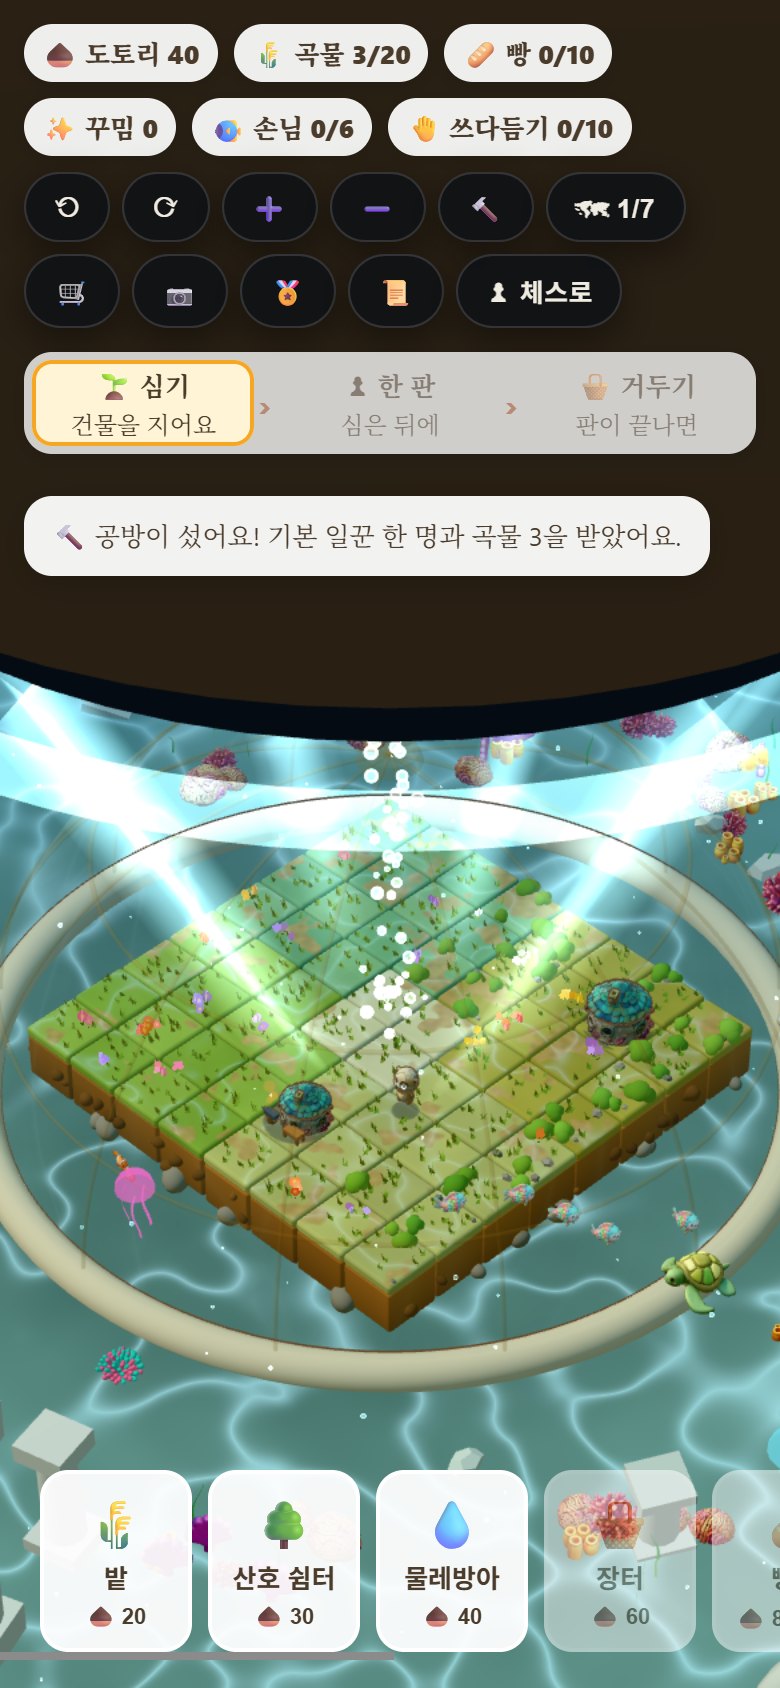 도토리 40 곡물 3/20 빵 0/10
꾸밈 0 손님 0/6 쓰다듬기 0/10
1/7
체스로
심기 › 한 판 › 거두기
건물을 지어요 심은 뒤에 판이 끝나면
공방이 섰어요! 기본 일꾼 한 명과 곡물 3을 받았어요.
밭 산호 쉼터 물레방아 장터
20 30 40 60